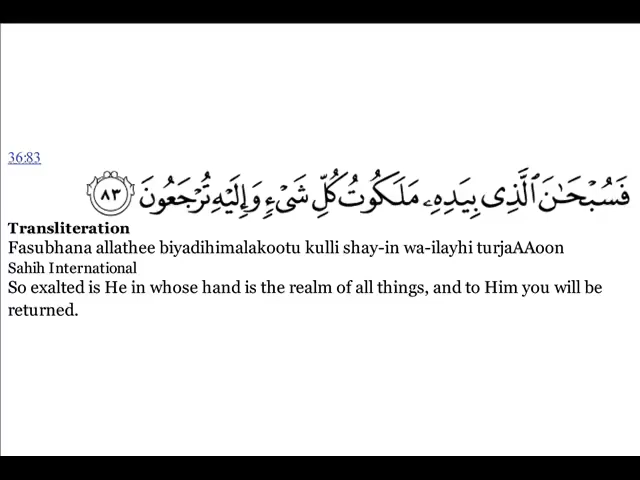 36:83
فَسُبْحَـٰنَ ٱلَّذِى بِيَدِهِۦ مَلَكُوتُ كُلِّ شَىْءٍ وَإِلَيْهِ تُرْجَعُونَ ٨٣
Transliteration
Fasubhana allathee biyadihimalakootu kulli shay-in wa-ilayhi turjaAAoon
Sahih International
So exalted is He in whose hand is the realm of all things, and to Him you will be
returned.